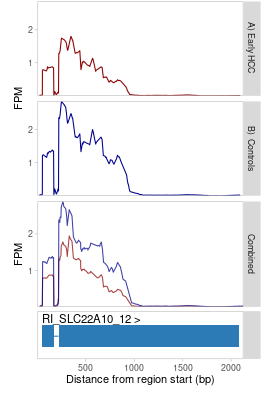 2
1
A) Early HCC
FPM
2
1
B) Controls
2
1
Combined
FPM
RI_SLC22A10_12 >
500
1000
1500
2000
Distance from region start (bp)